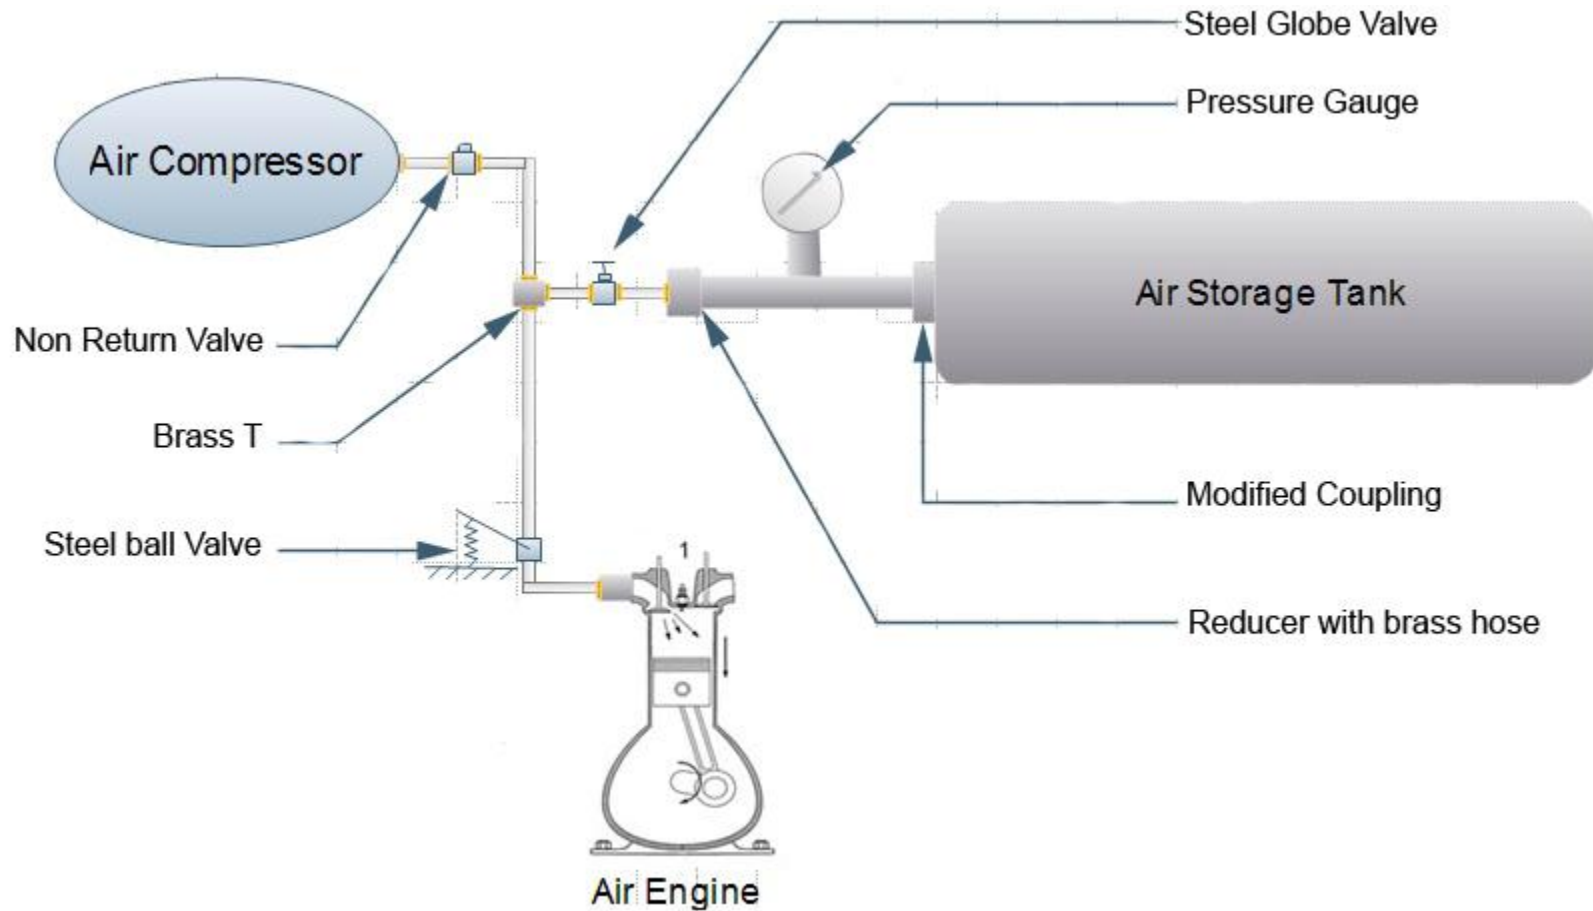 Steel Globe Valve
Pressure Gauge
Air Compressor
Air Storage Tank
Non Return Valve
Brass T
Modified Coupling
Steel ball Valve
1
Reducer with brass hose
Air Engine